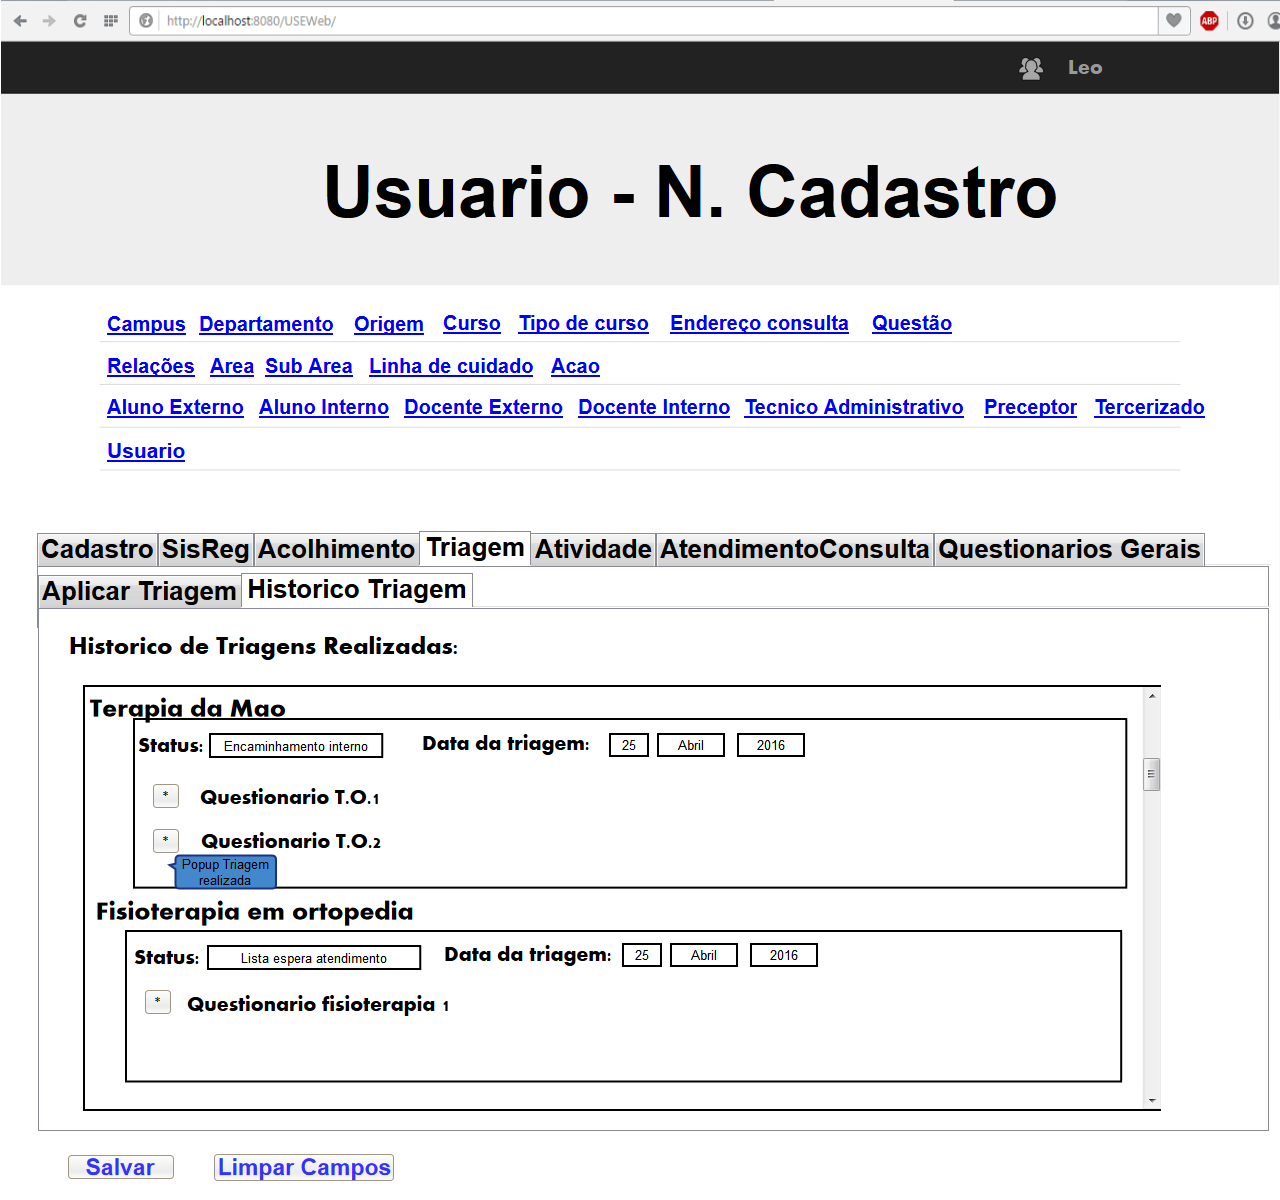 http://localhost:8080/USEWeb/
ABP
Leo
Usuario - N. Cadastro
Campus Departamento Origem Curso Tipo de curso Endereço consulta Questão
Relações Area Sub Area Linha de cuidado Acao
Aluno Externo Aluno Interno Docente Externo Docente Interno Tecnico Administrativo Preceptor Tercerizado
Usuario
Cadastro SisReg Acolhimento Triagem Atividade AtendimentoConsulta Questionarios Gerais
Aplicar Triagem Historico Triagem
Historico de Triagens Realizadas:
Terapia da Mao
Status: Encaminhamento interno Data da triagem: 25 Abril 2016
* Questionario T.O.1
* Questionario T.O.2
Popup Triagem
realizada
Fisioterapia em ortopedia
Status: Lista espera atendimento Data da triagem: 25 Abril 2016
* Questionario fisioterapia 1
Salvar Limpar Campos